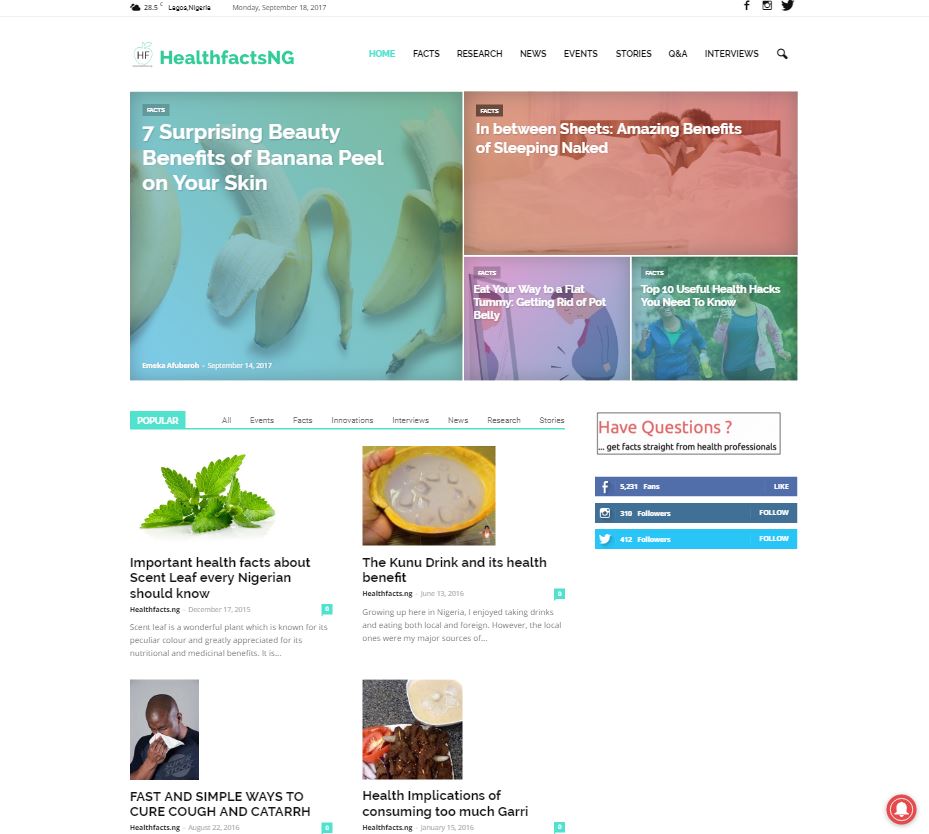 28.5 C Lagos,Nigeria Monday, September 18, 2017
HF HealthfactsNG
HOME FACTS RESEARCH NEWS EVENTS STORIES Q&A INTERVIEWS
FACTS
7 Surprising Beauty
Benefits of Banana Peel
on Your Skin
Emeka Afuberoh - September 14, 2017
FACTS
In between Sheets: Amazing Benefits
of Sleeping Naked
FACTS
Eat Your Way to a Flat
Tummy: Getting Rid of Pot
Belly
FACTS
Top 10 Useful Health Hacks
You Need To Know
POPULAR All Events Facts Innovations Interviews News Research Stories
Important health facts about
Scent Leaf every Nigerian
should know
Healthfacts.ng - December 17, 2015 0
Scent leaf is a wonderful plant which is known for its
peculiar colour and greatly appreciated for its
nutritional and medicinal benefits. It is...
The Kunu Drink and its health
benefit
Healthfacts.ng - June 13, 2016 0
Growing up here in Nigeria, I enjoyed taking drinks
and eating both local and foreign. However, the local
ones were my major sources of...
FAST AND SIMPLE WAYS TO
CURE COUGH AND CATARRH
Healthfacts.ng - August 22, 2016 0
Health Implications of
consuming too much Garri
Healthfacts.ng - January 15, 2016 0
Have Questions ?
... get facts straight from health professionals
5,231 Fans LIKE
310 Followers FOLLOW
412 Followers FOLLOW